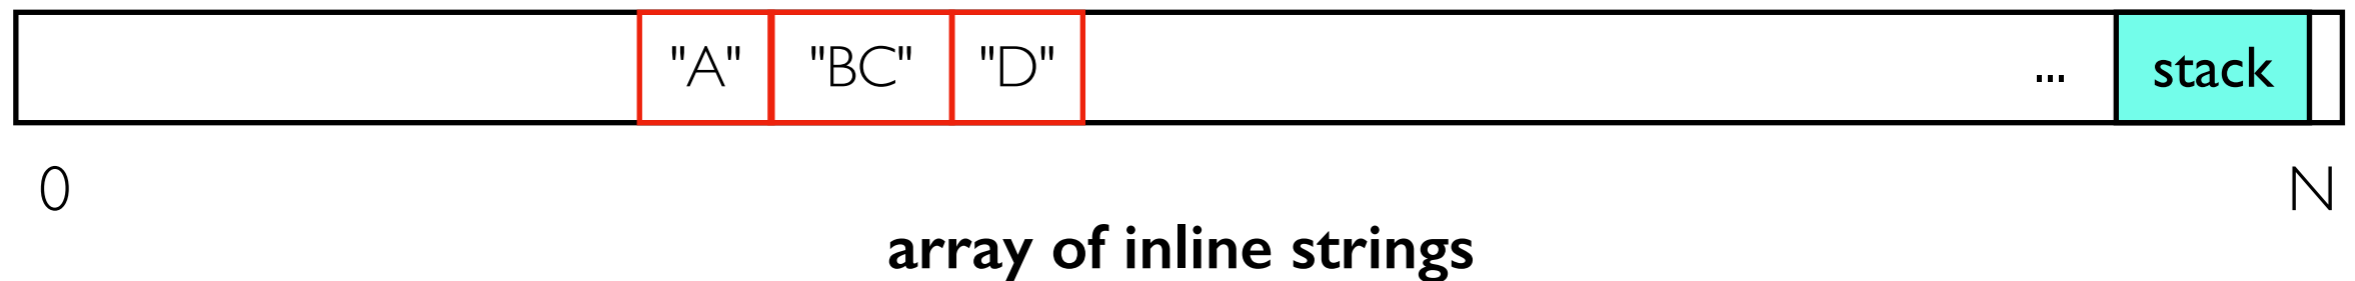 "A" "BC" "D" ... stack
0 N
array of inline strings